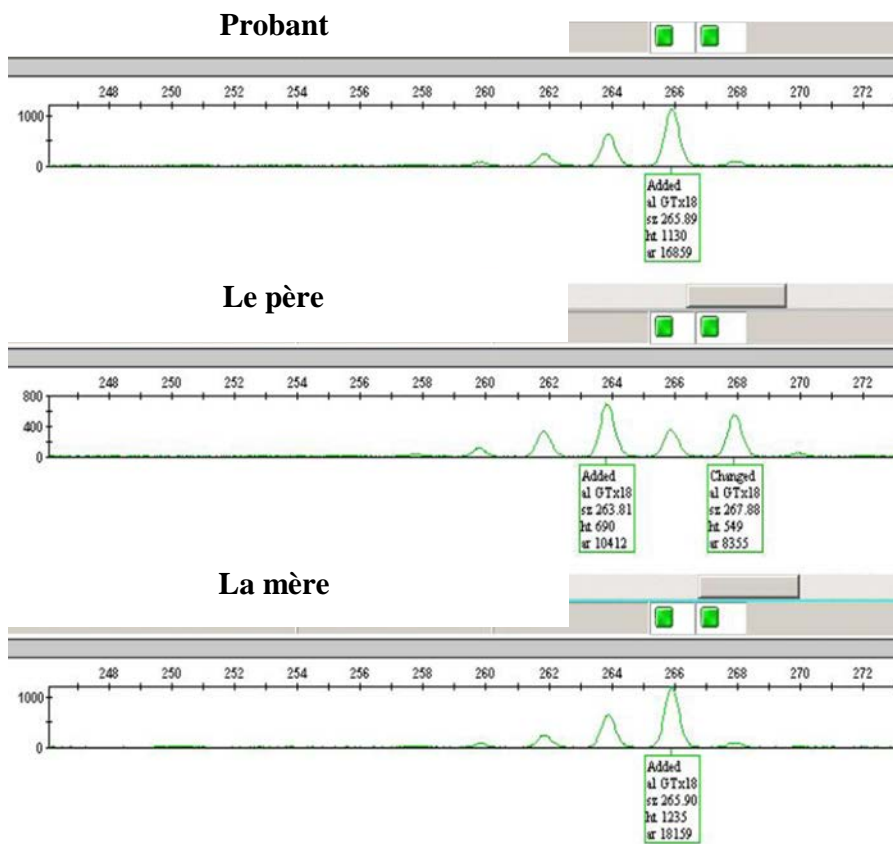 Probant
248 250 252 254 256 258 260 262 264 266 268 270 272
1000
0
Added
al GTx18
sz 265.89
ht 1130
ar 16859
Le père
248 250 252 254 256 258 260 262 264 266 268 270 272
800
400
0
Added
al GTx18
sz 263.81
ht 690
ar 10412
Changed
al GTx18
sz 267.88
ht 549
ar 8355
La mère
248 250 252 254 256 258 260 262 264 266 268 270 272
1000
0
Added
al GTx18
sz 265.90
ht 1235
ar 18159